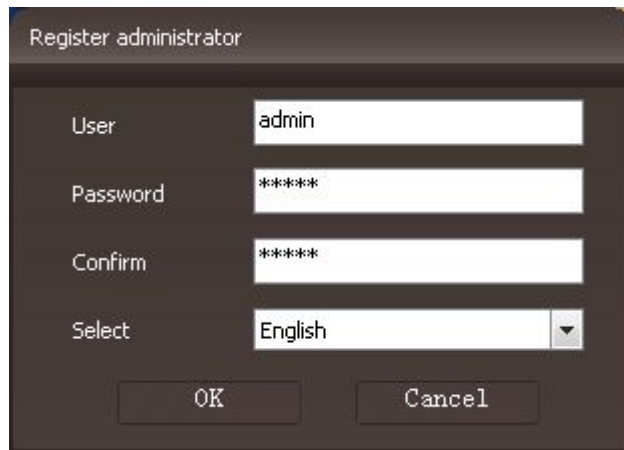 Register administrator
User admin
Password *****
Confirm *****
Select English
OK Cancel